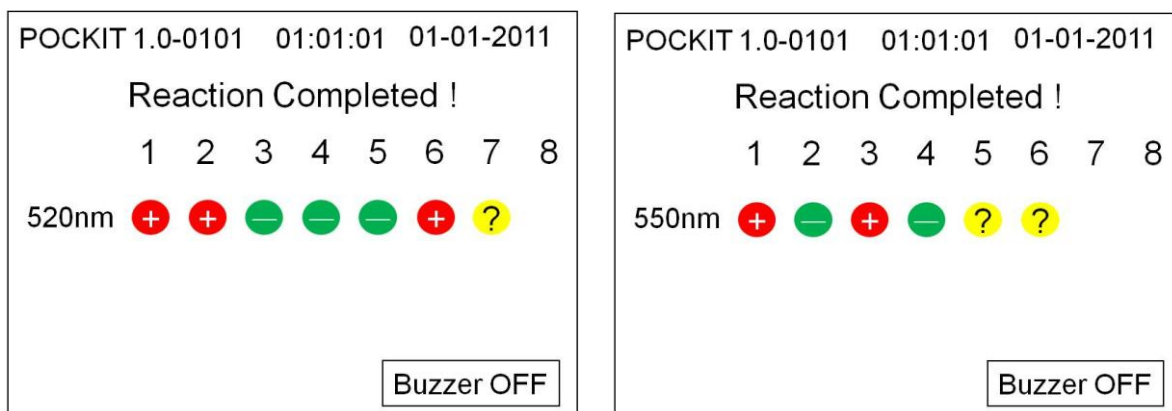 POCKIT 1.0-0101 01:01:01 01-01-2011
Reaction Completed !
1 2 3 4 5 6 7 8
520nm + + — — — + ?
Buzzer OFF
POCKIT 1.0-0101 01:01:01 01-01-2011
Reaction Completed !
1 2 3 4 5 6 7 8
550nm + — + — ? ?
Buzzer OFF